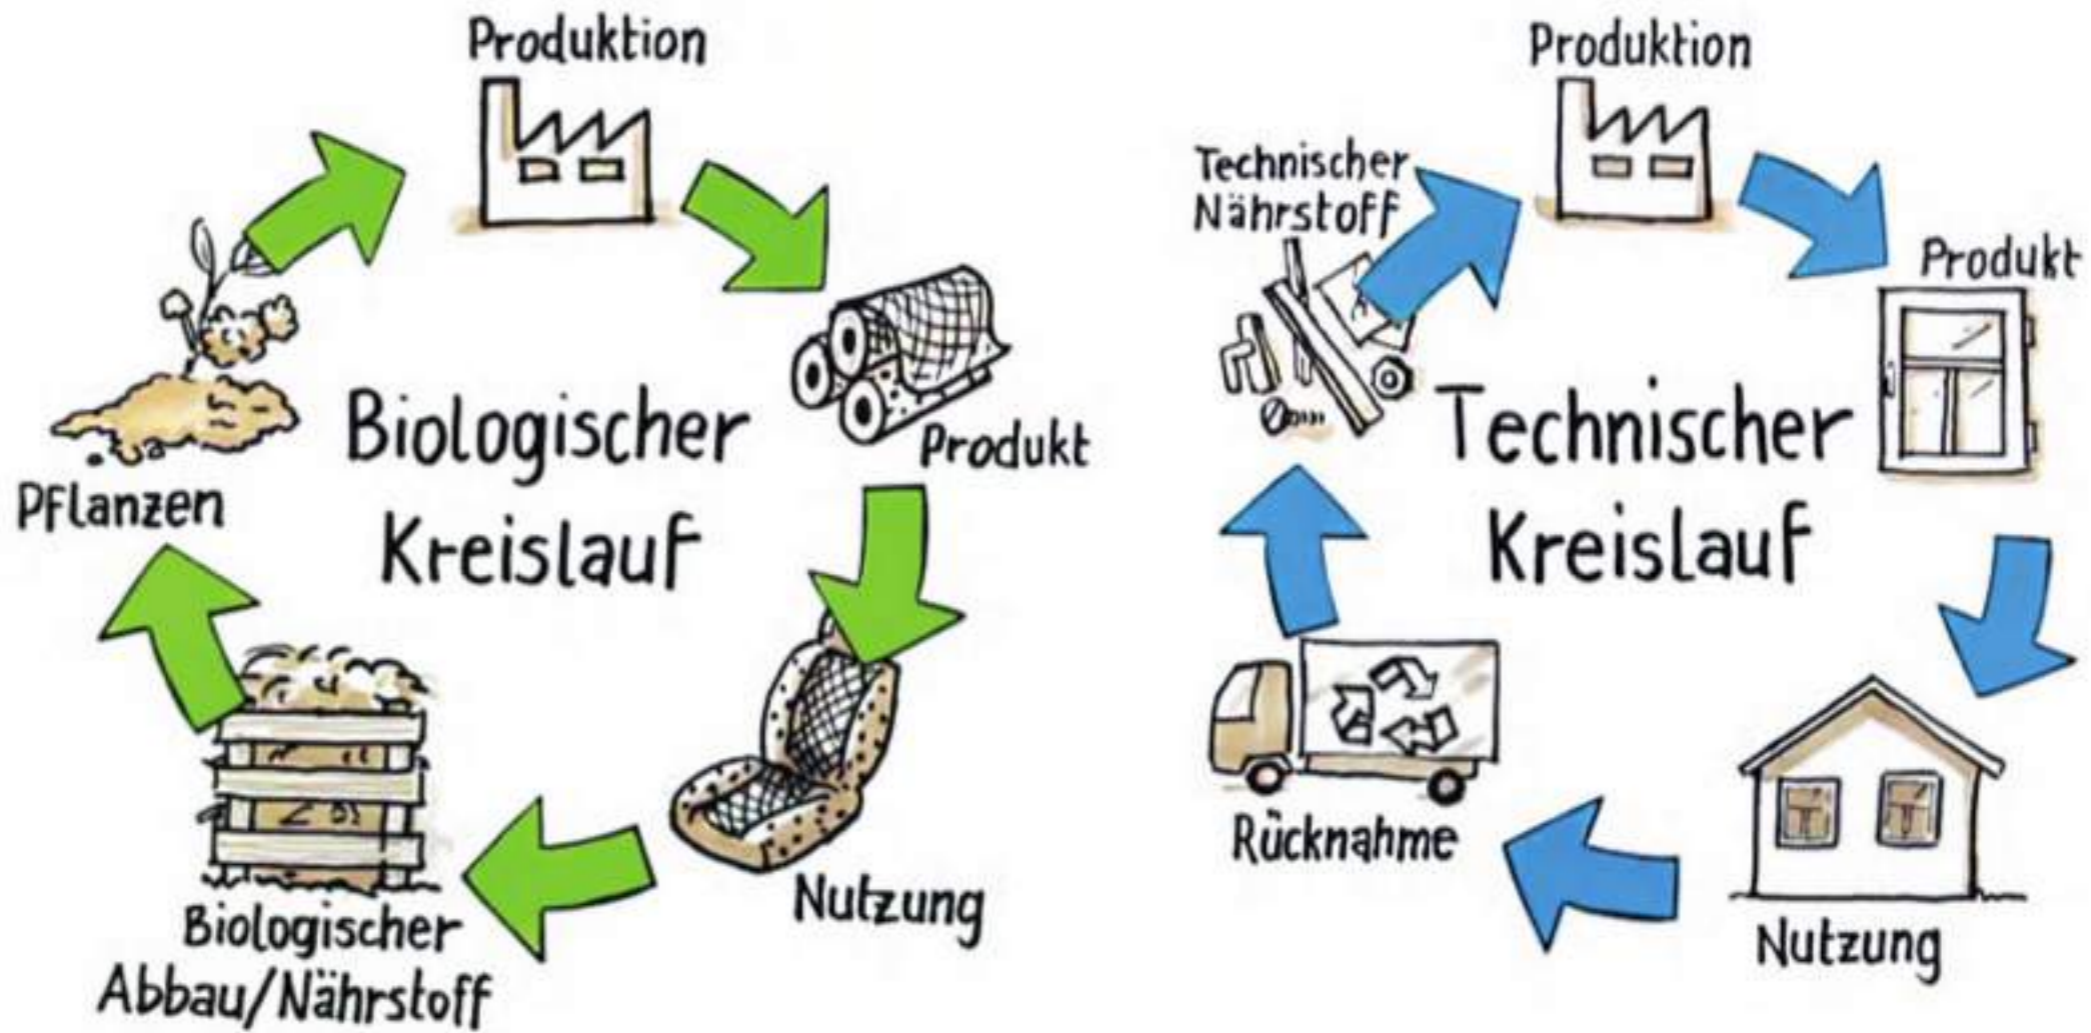 Produktion
Produkt
Biologischer
Kreislauf
Pflanzen
Nutzung
Biologischer
Abbau/Nährstoff
Produktion
Technischer
Nährstoff
Produkt
Technischer
Kreislauf
Rücknahme
Nutzung